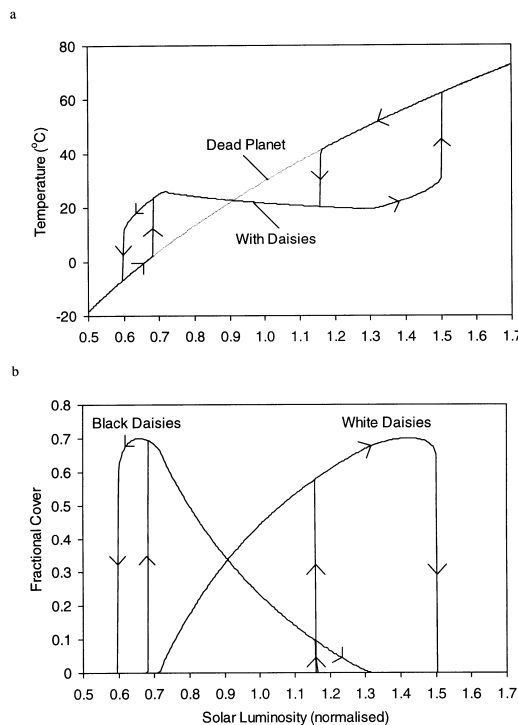 a
80
60
40
20
0
-20
Temperature (°C)
Dead Planet
With Daisies
0.5 0.6 0.7 0.8 0.9 1.0 1.1 1.2 1.3 1.4 1.5 1.6 1.7
b
0.8
0.7
0.6
0.5
0.4
0.3
0.2
0.1
0
Fractional Cover
Black Daisies
White Daisies
0.5 0.6 0.7 0.8 0.9 1.0 1.1 1.2 1.3 1.4 1.5 1.6 1.7
Solar Luminosity (normalised)